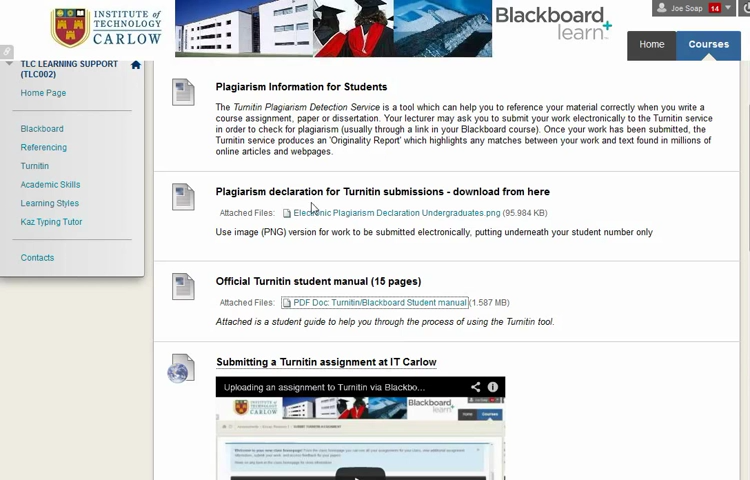 INSTITUTE of
TECHNOLOGY
CARLOW
Blackboard
learn+
Joe Soap 14
Home Courses
TLC LEARNING SUPPORT
(TLC002)
Home Page
Blackboard
Referencing
Turnitin
Academic Skills
Learning Styles
Kaz Typing Tutor
Contacts
Plagiarism Information for Students
The Turnitin Plagiarism Detection Service is a tool which can help you to reference your material correctly when you write a
course assignment, paper or dissertation. Your lecturer may ask you to submit your work electronically to the Turnitin service
in order to check for plagiarism (usually through a link in your Blackboard course). Once your work has been submitted, the
Turnitin service produces an 'Originality Report' which highlights any matches between your work and text found in millions of
online articles and webpages.
Plagiarism declaration for Turnitin submissions - download from here
Attached Files: Electronic Plagiarism Declaration Undergraduates.png (95.984 KB)
Use image (PNG) version for work to be submitted electronically, putting underneath your student number only
Official Turnitin student manual (15 pages)
Attached Files: PDF Doc: Turnitin/Blackboard Student manual (1.587 MB)
Attached is a student guide to help you through the process of using the Turnitin tool.
Submitting a Turnitin assignment at IT Carlow
Uploading an assignment to Turnitin via Blackbo...
INSTITUTE of
TECHNOLOGY
CARLOW
Blackboard
learn+
Home Courses